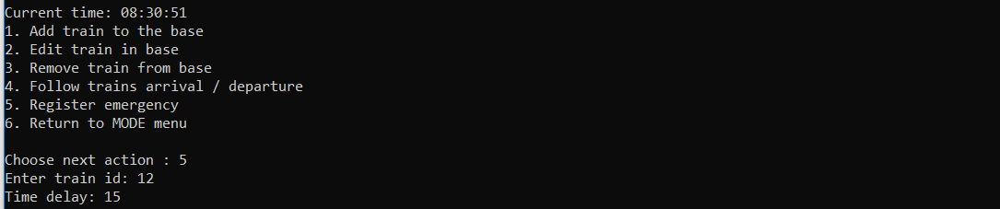 Current time: 08:30:51
1. Add train to the base
2. Edit train in base
3. Remove train from base
4. Follow trains arrival / departure
5. Register emergency
6. Return to MODE menu
Choose next action : 5
Enter train id: 12
Time delay: 15